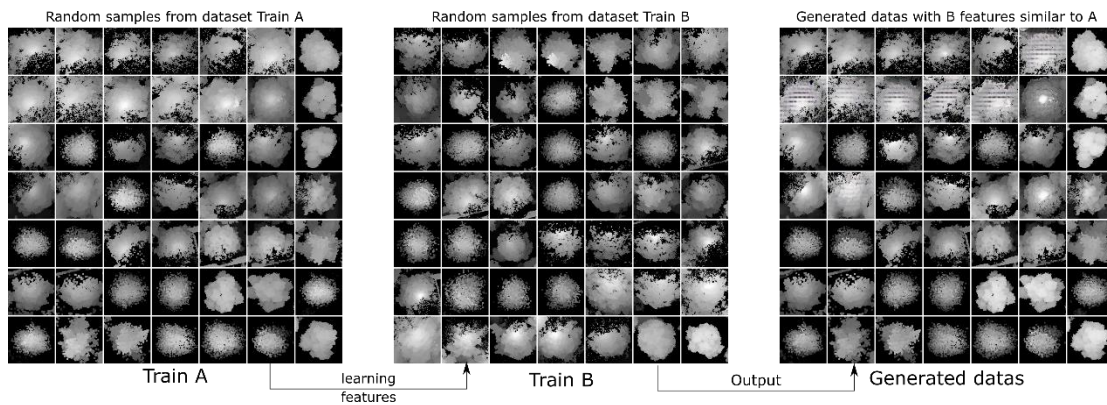 Random samples from dataset Train A
Random samples from dataset Train B
Generated datas with B features similar to A
Train A
learning
features
Train B
Output
Generated datas